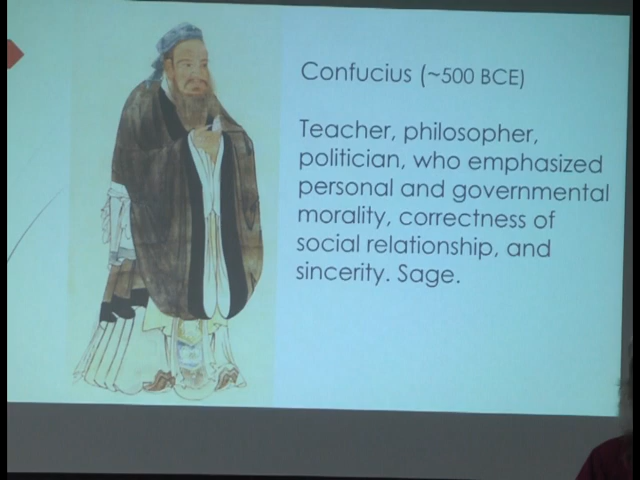 Confucius (~500 BCE)
Teacher, philosopher,
politician, who emphasized
personal and governmental
morality, correctness of
social relationship, and
sincerity. Sage.